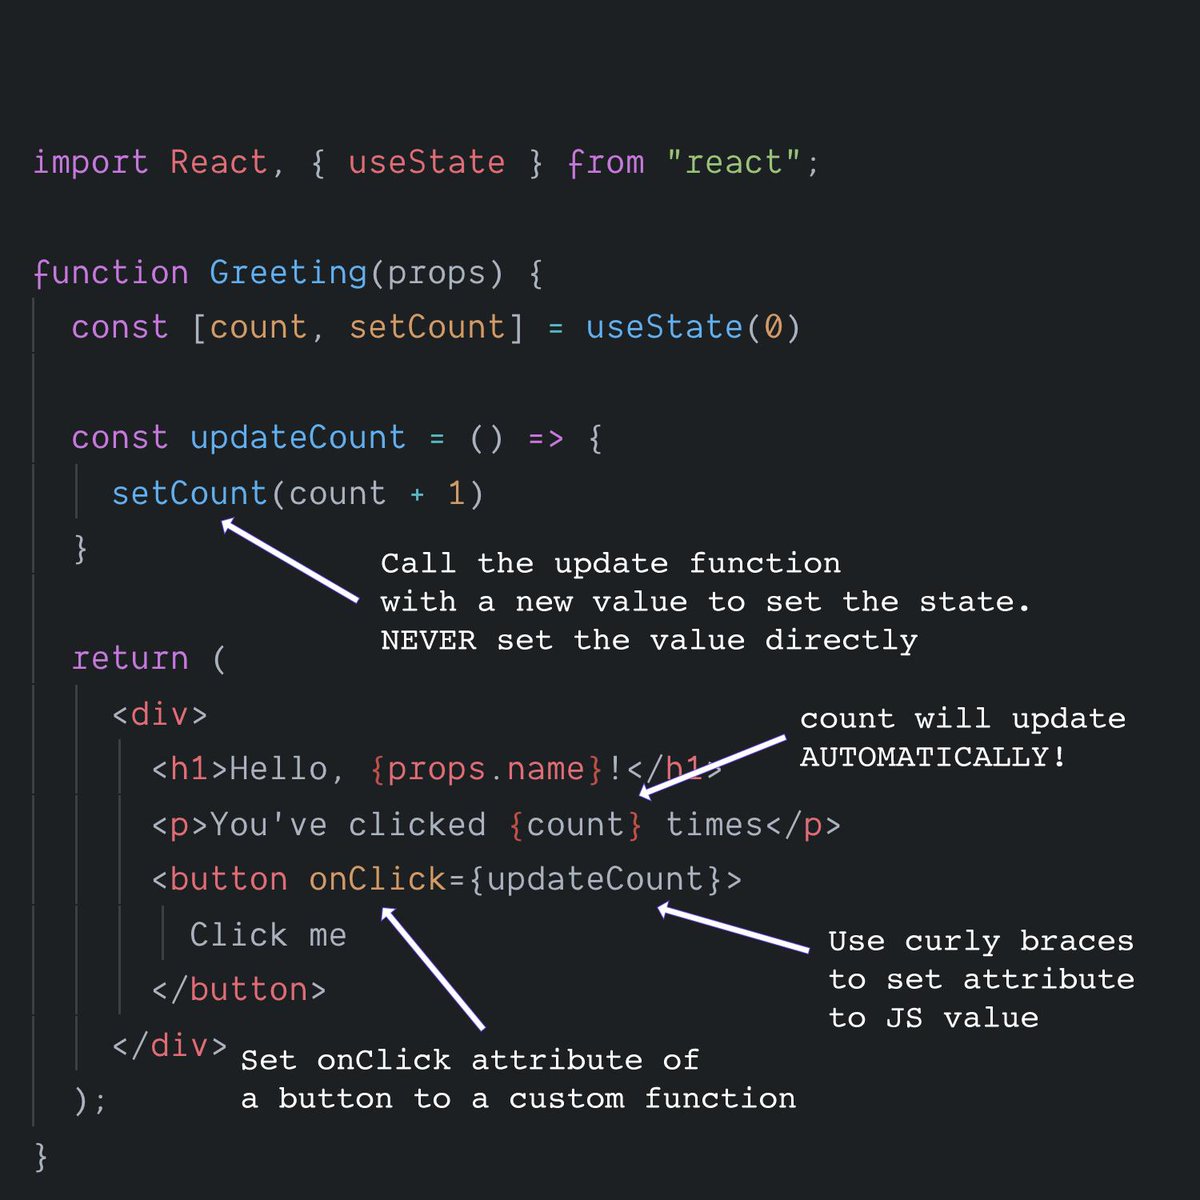 import React, { useState } from "react";
function Greeting(props) {
const [count, setCount] = useState(0)
const updateCount = () => {
setCount(count + 1)
}
Call the update function
with a new value to set the state.
NEVER set the value directly
return (
<div>
count will update
AUTOMATICALLY!
<h1>Hello, {props.name}!</h1>
<p>You've clicked {count} times</p>
<button onClick={updateCount}>
Click me
</button>
Use curly braces
to set attribute
to JS value
</div>
Set onClick attribute of
a button to a custom function
);
}